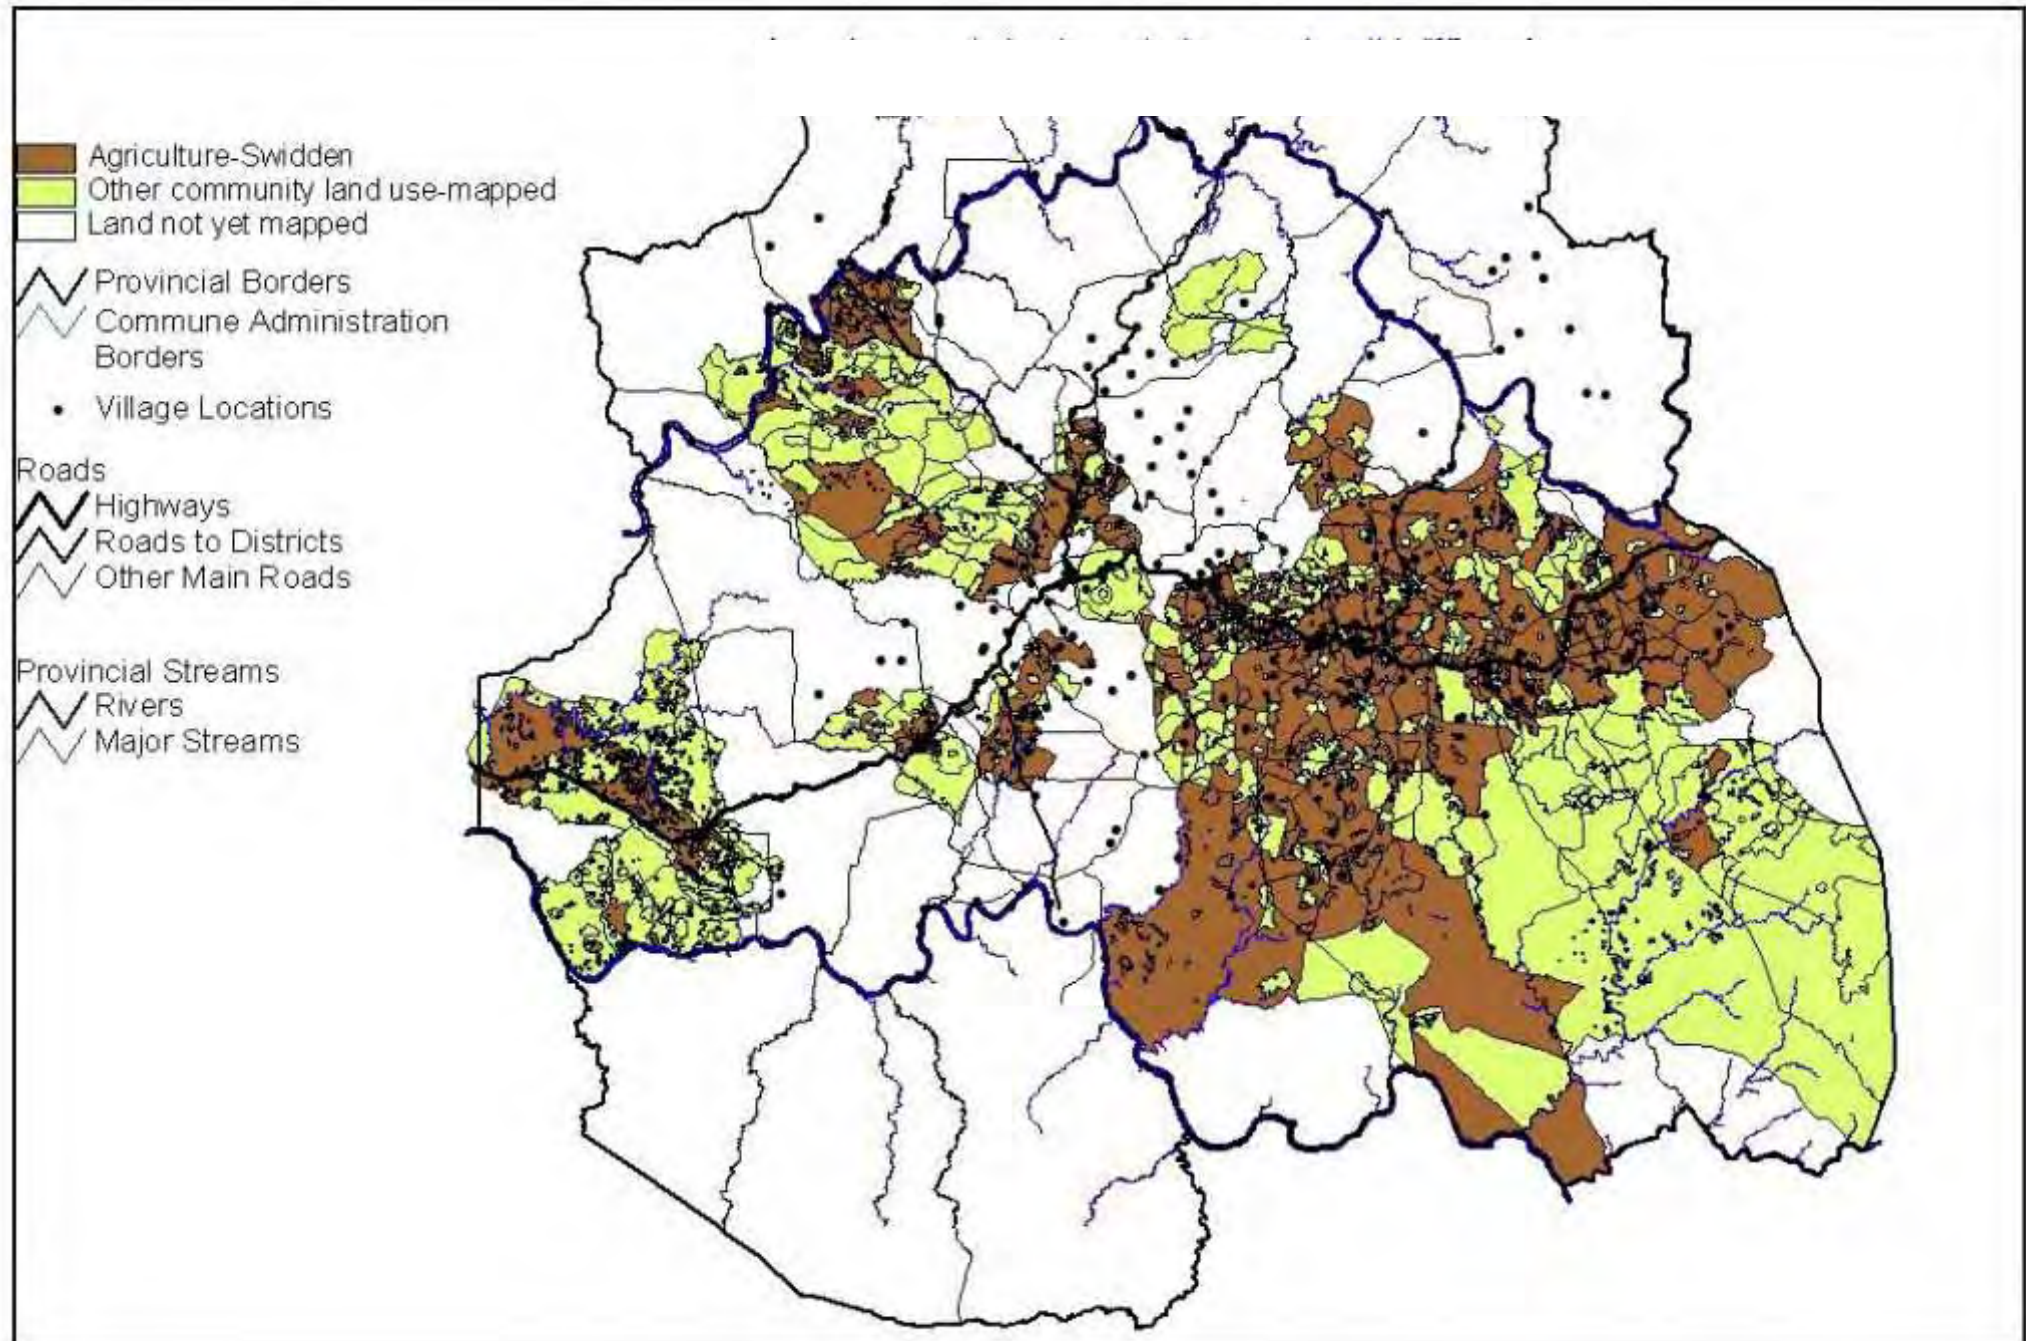 Agriculture-Swidden
Other community land use-mapped
Land not yet mapped
Provincial Borders
Commune Administration
Borders
Village Locations
Roads
Highways
Roads to Districts
Other Main Roads
Provincial Streams
Rivers
Major Streams